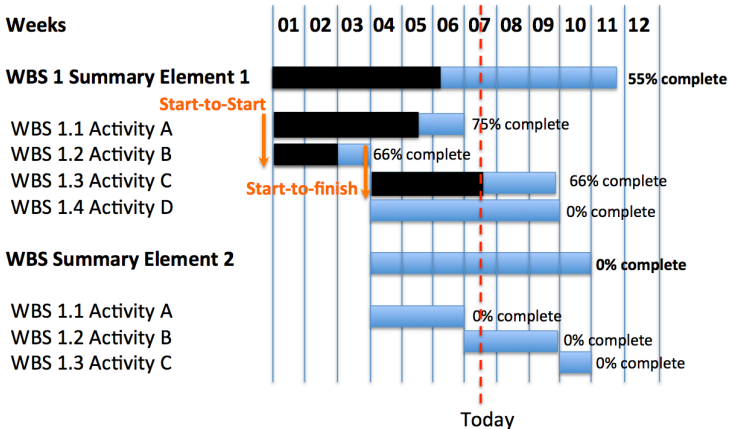 Weeks 01 02 03 04 05 06 07 08 09 10 11 12
WBS 1 Summary Element 1 55% complete
Start-to-Start
WBS 1.1 Activity A 75% complete
WBS 1.2 Activity B 66% complete
WBS 1.3 Activity C 66% complete
Start-to-finish
WBS 1.4 Activity D 0% complete
WBS Summary Element 2 0% complete
WBS 1.1 Activity A 0% complete
WBS 1.2 Activity B 0% complete
WBS 1.3 Activity C 0% complete
Today